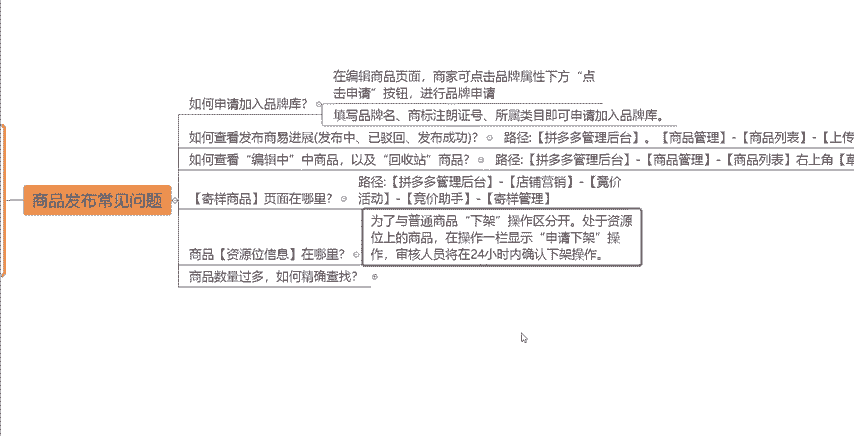 在编辑商品页面，商家可点击品牌属性下方“点
击申请”按钮，进行品牌申请
如何申请加入品牌库？
填写品牌名、商标注朗证号、所属类目即可申请加入品牌库。
如何查看发布商易进展(发布中、已驳回、发布成功)？
路径:【拼多多管理后台】。【商品管理】-【商品列表】-【上传
如何查看“编辑中”中商品，以及“回收站”商品？
路径:【拼多多管理后台】-【商品管理】-【商品列表】右上角【草
商品发布常见问题
【寄样商品】页面在哪里？
路径:【拼多多管理后台】-【店铺营销】-【竞价
活动】-【竞价助手】-【寄样管理】
为了与普通商品“下架”操作区分开。处于资源
位上的商品，在操作一栏显示“申请下架”操
作，审核人员将在24小时内确认下架操作。
商品【资源位信息】在哪里？
商品数量过多，如何精确查找？